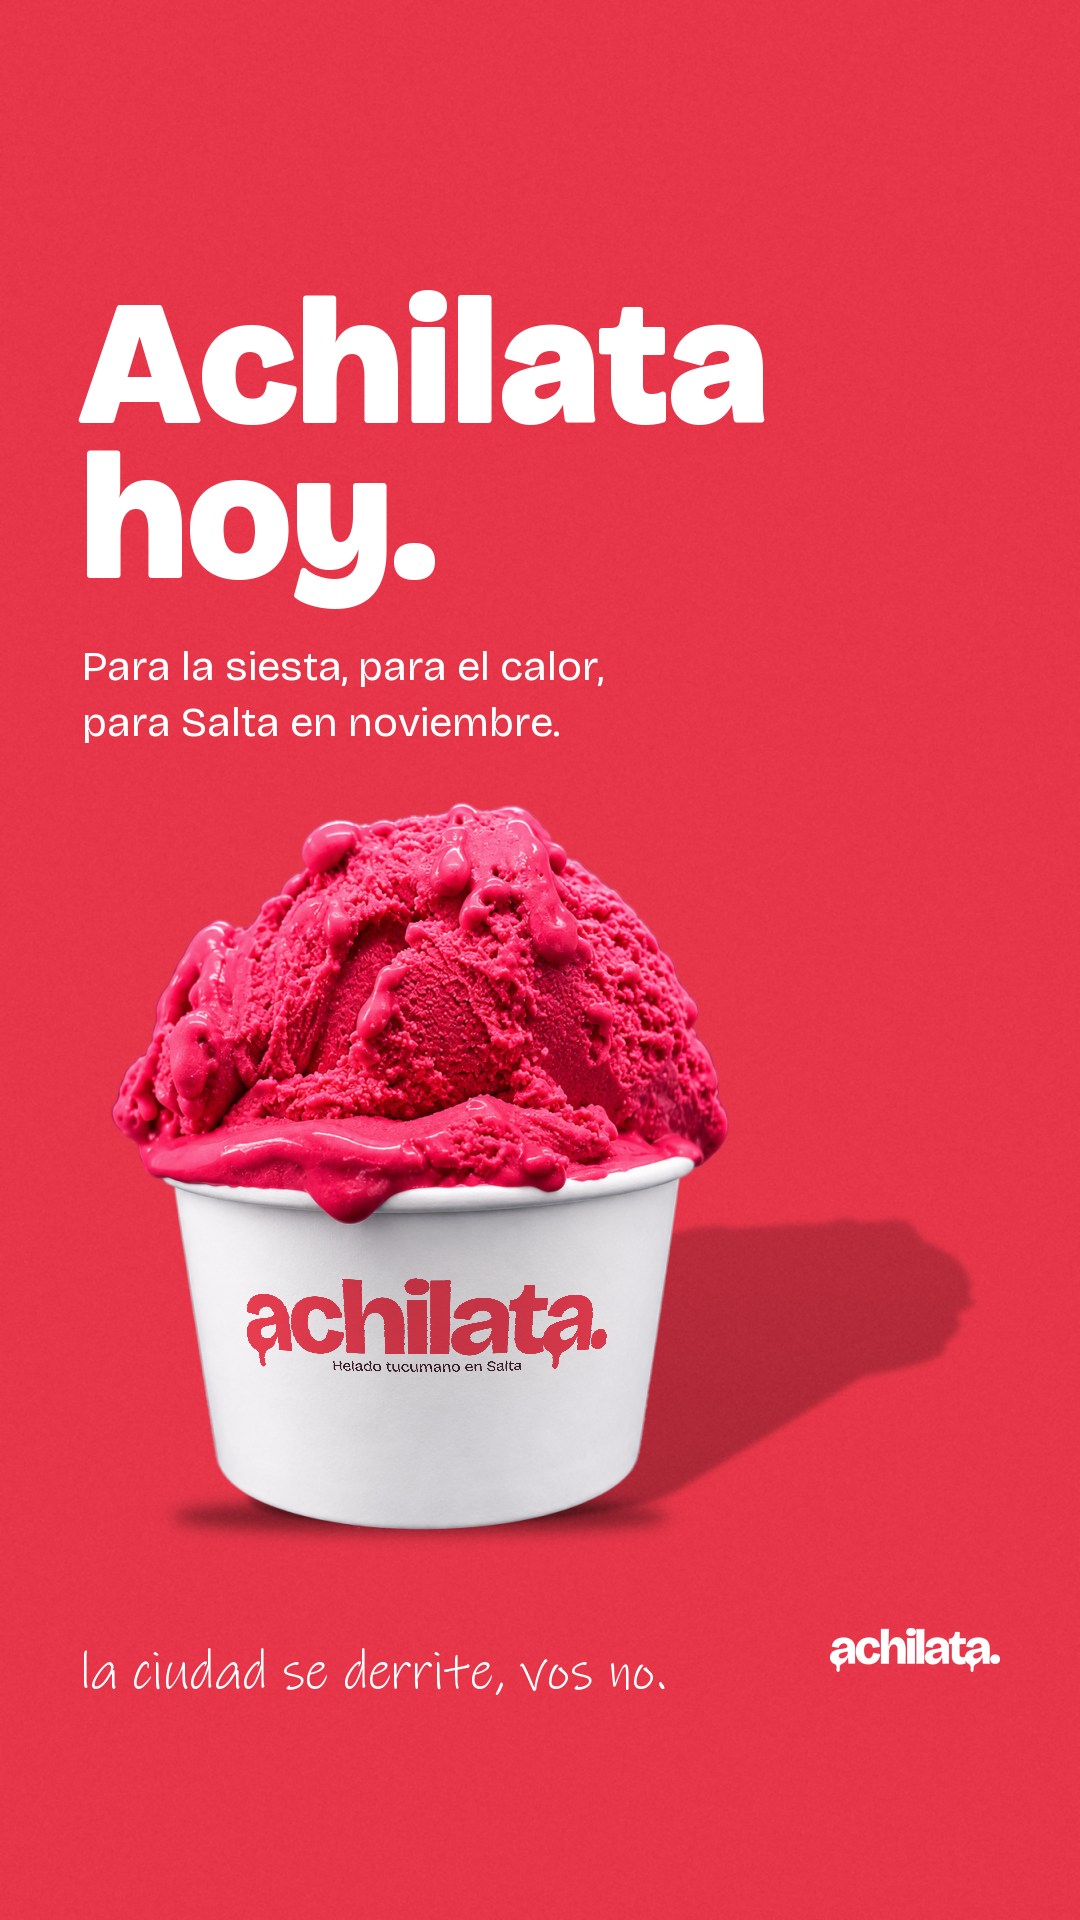 Achilata
hoy.
Para la siesta, para el calor,
para Salta en noviembre.
achilata.
Helado tucumano en Salta
la ciudad se derrite, vos no.
achilata.